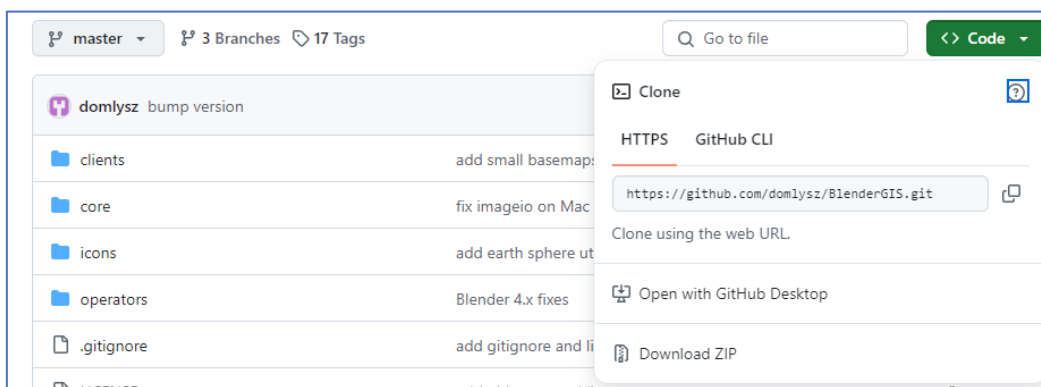 master 3 Branches 17 Tags Go to file Code
domlysz bump version
Clone
HTTPS GitHub CLI
clients add small basemaps
https://github.com/domlysz/BlenderGIS.git
core fix imageio on Mac
Clone using the web URL.
icons add earth sphere ut
operators Blender 4.x fixes
Open with GitHub Desktop
.gitignore add gitignore and li
Download ZIP